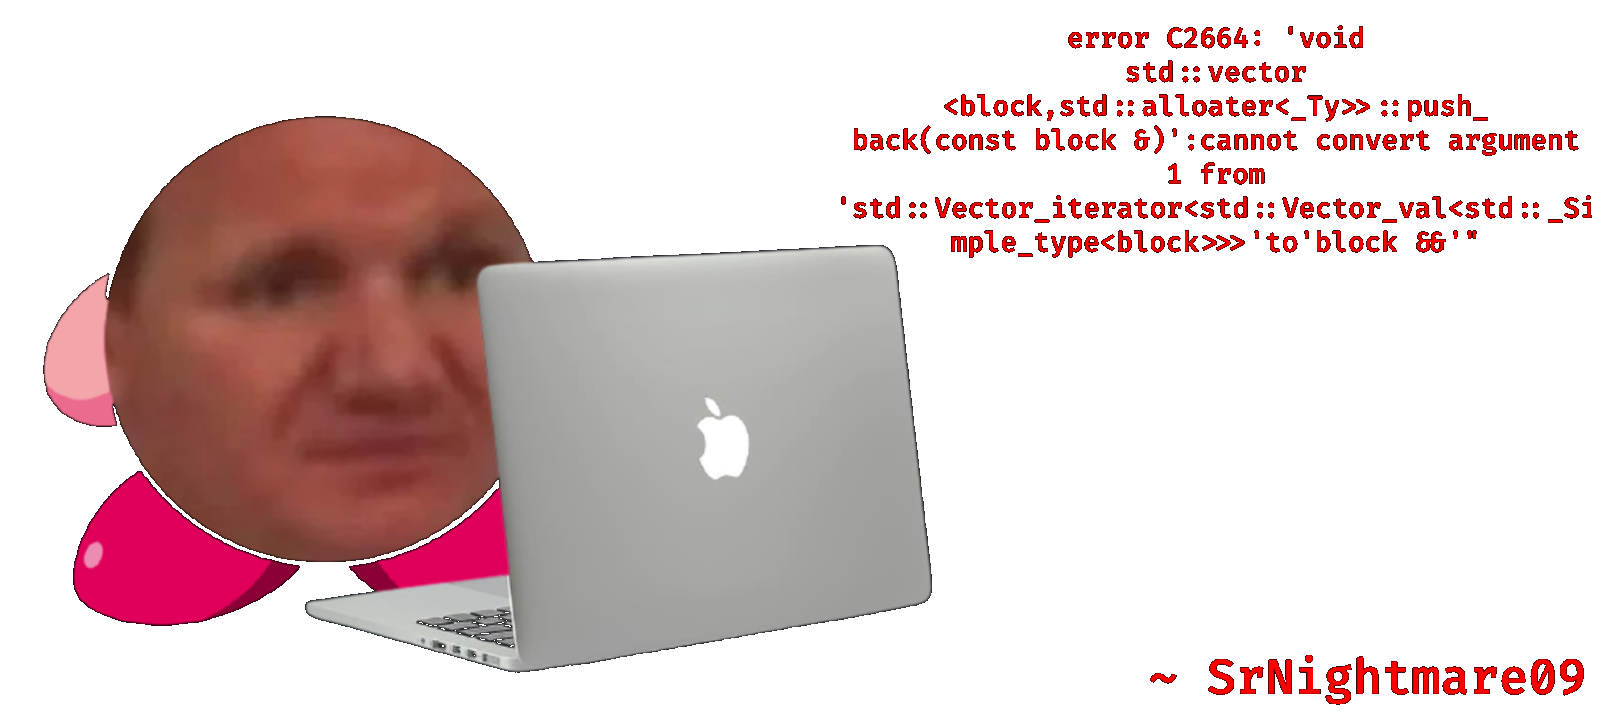 error C2664: 'void
std::vector
<block,std::alloater<_Ty>>::push_
back(const block &)':cannot convert argument
1 from
'std::Vector_iterator<std::Vector_val<std::_Si
mple_type<block>>>'to'block &&'"
~ SrNightmare09